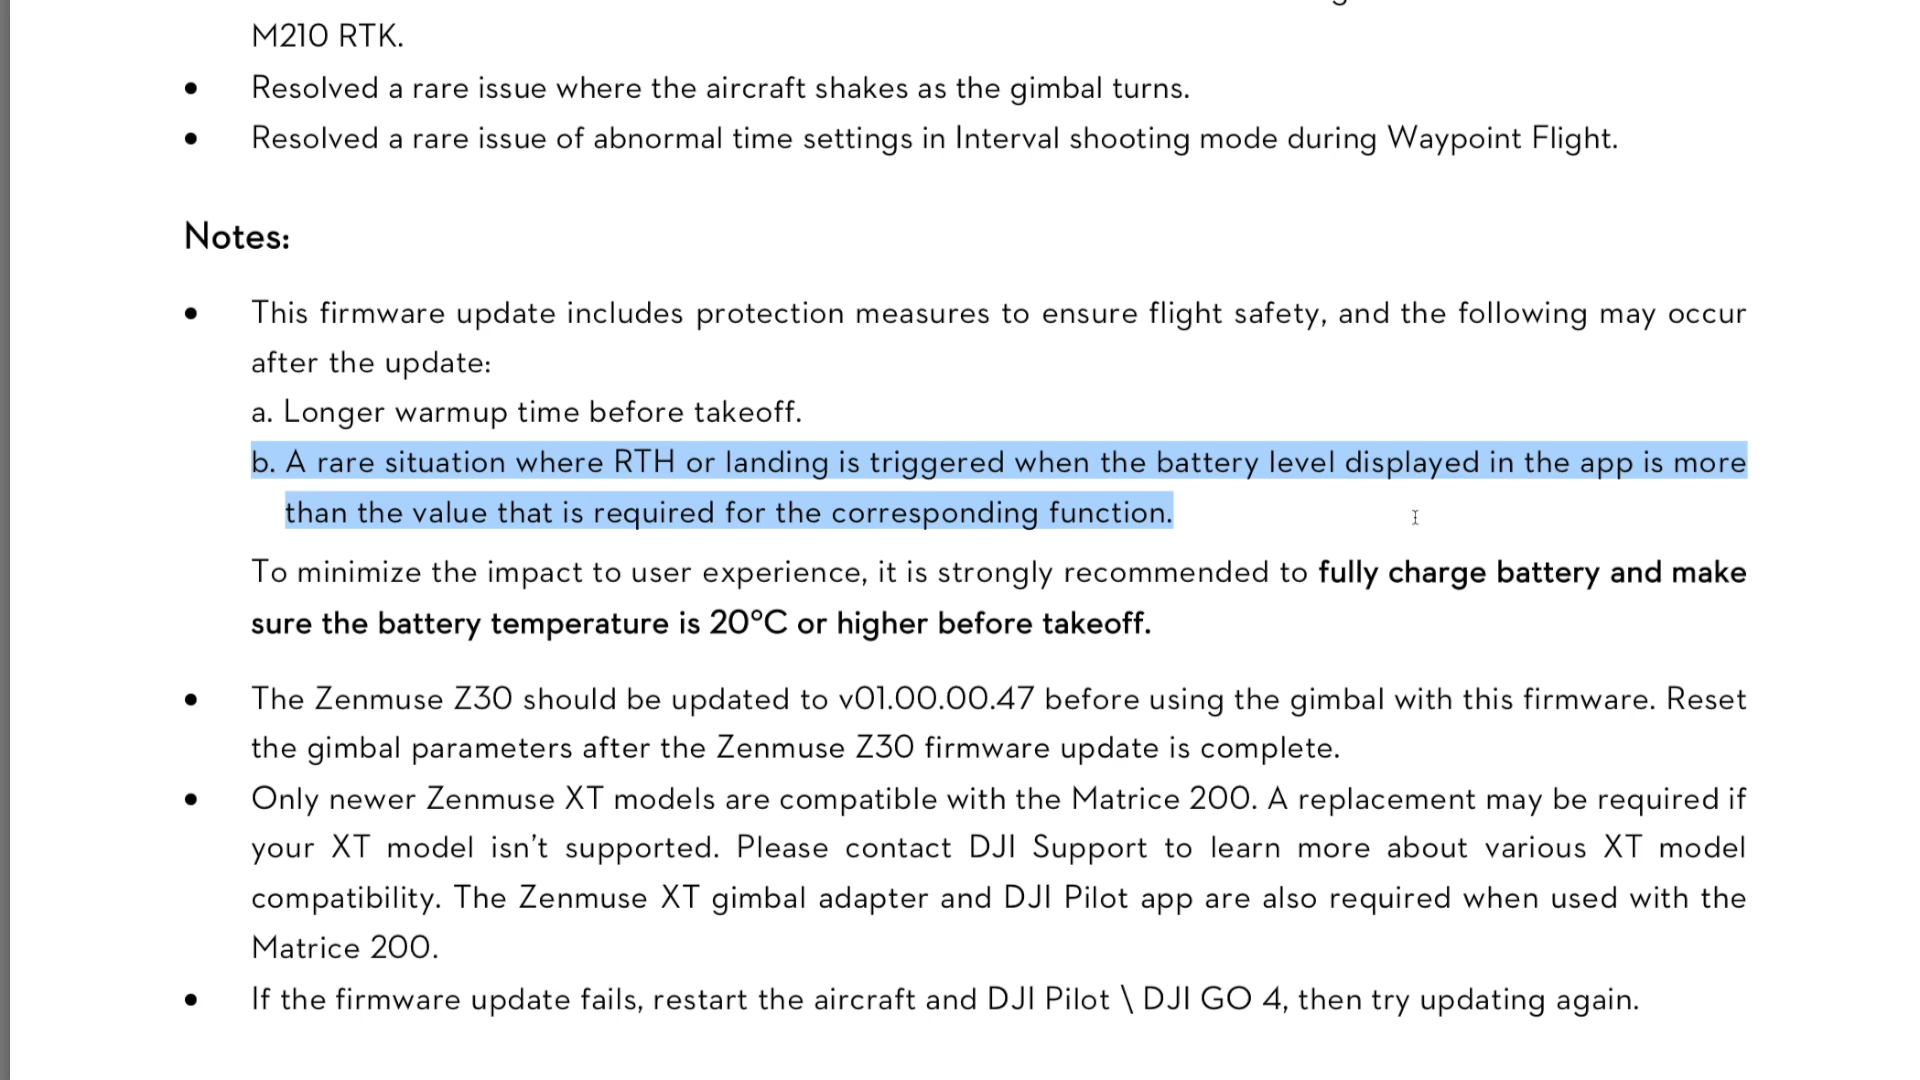 M210 RTK.
● Resolved a rare issue where the aircraft shakes as the gimbal turns.
● Resolved a rare issue of abnormal time settings in Interval shooting mode during Waypoint Flight.
Notes:
● This firmware update includes protection measures to ensure flight safety, and the following may occur
after the update:
a. Longer warmup time before takeoff.
b. A rare situation where RTH or landing is triggered when the battery level displayed in the app is more
than the value that is required for the corresponding function.
To minimize the impact to user experience, it is strongly recommended to fully charge battery and make
sure the battery temperature is 20°C or higher before takeoff.
● The Zenmuse Z30 should be updated to v01.00.00.47 before using the gimbal with this firmware. Reset
the gimbal parameters after the Zenmuse Z30 firmware update is complete.
● Only newer Zenmuse XT models are compatible with the Matrice 200. A replacement may be required if
your XT model isn’t supported. Please contact DJI Support to learn more about various XT model
compatibility. The Zenmuse XT gimbal adapter and DJI Pilot app are also required when used with the
Matrice 200.
● If the firmware update fails, restart the aircraft and DJI Pilot \ DJI GO 4, then try updating again.